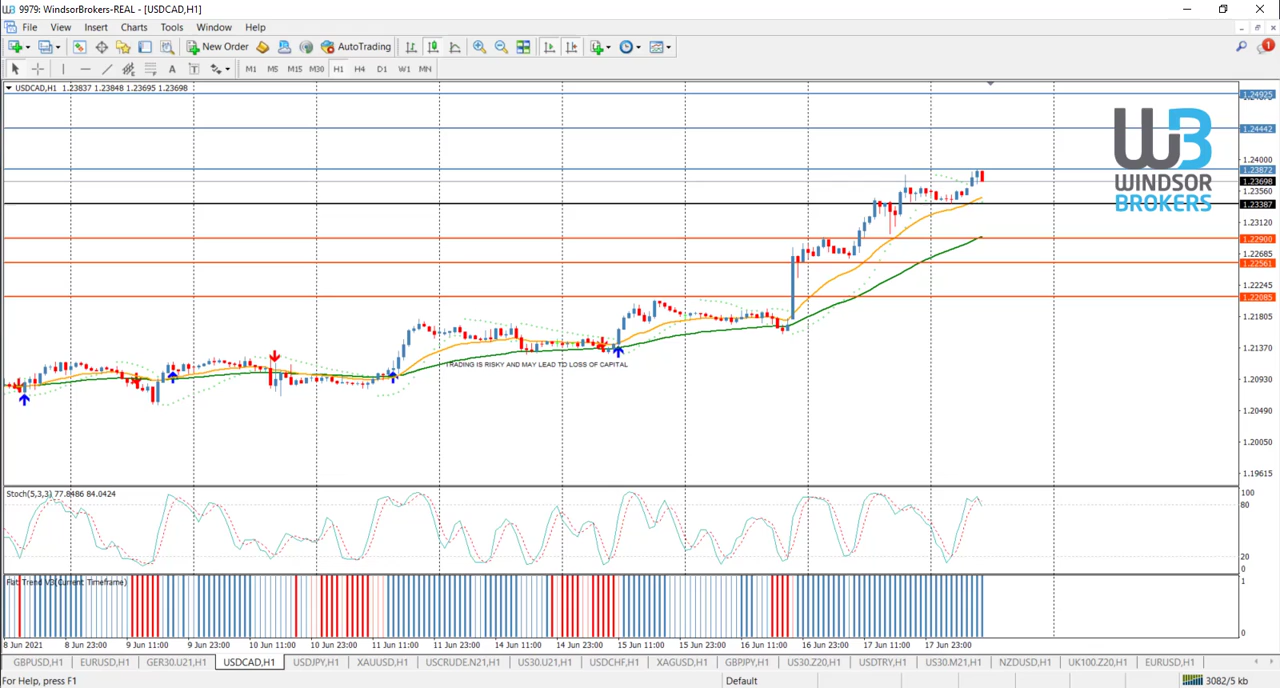 9979: WindsorBrokers-REAL - [USDCAD,H1]
File View Insert Charts Tools Window Help
New Order AutoTrading 1
A T M1 M5 M15 M30 H1 H4 D1 W1 MN
USDCAD,H1 1.23837 1.23848 1.23695 1.23698
1.24925
1.24442
1.24000
1.23872
1.23698
1.23560
1.23387
1.23120
1.22900
1.22685
1.22561
1.22245
1.22085
1.21805
1.21370
1.20930
1.20490
1.20050
1.19615
WINDSOR
BROKERS
TRADING IS RISKY AND MAY LEAD TO LOSS OF CAPITAL
Stoch(5,3,3) 77.8486 84.0424
100
80
20
0
Flat Trend V3(Current Timeframe)
1
0
8 Jun 2021 8 Jun 23:00 9 Jun 11:00 9 Jun 23:00 10 Jun 11:00 10 Jun 23:00 11 Jun 11:00 11 Jun 23:00 14 Jun 11:00 14 Jun 23:00 15 Jun 11:00 15 Jun 23:00 16 Jun 11:00 16 Jun 23:00 17 Jun 11:00 17 Jun 23:00
GBPUSD,H1 EURUSD,H1 GER30.U21,H1 USDCAD,H1 USDJPY,H1 XAUUSD,H1 USCRUDE.N21,H1 US30.U21,H1 USDCHF,H1 XAGUSD,H1 GBPJPY,H1 US30.Z20,H1 USDTRY,H1 US30.M21,H1 NZDUSD,H1 UK100.Z20,H1 EURUSD,H1
For Help, press F1 Default 3082/5 kb